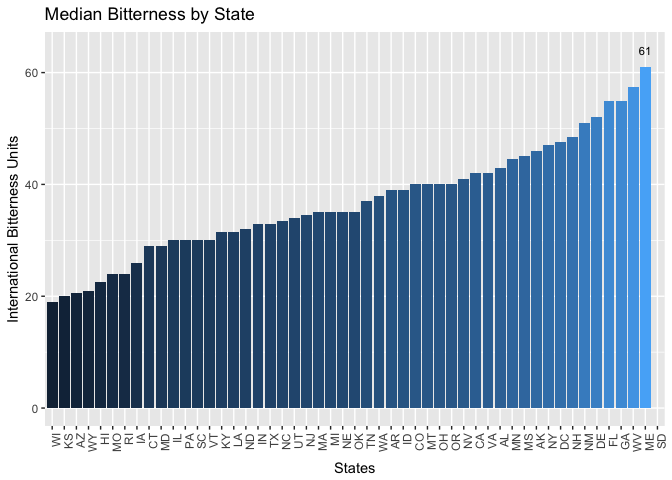 Median Bitterness by State
61
60
40
20
0
International Bitterness Units
WI KS AZ WY HI MO RI IA CT MD IL PA SC VT KY LA ND IN TX NC UT NJ MA MI NE OK TN WA AR ID CO MT OH OR NV CA VA AL MN MS AK NY DC NH NM DE FL GA WV ME SD
States